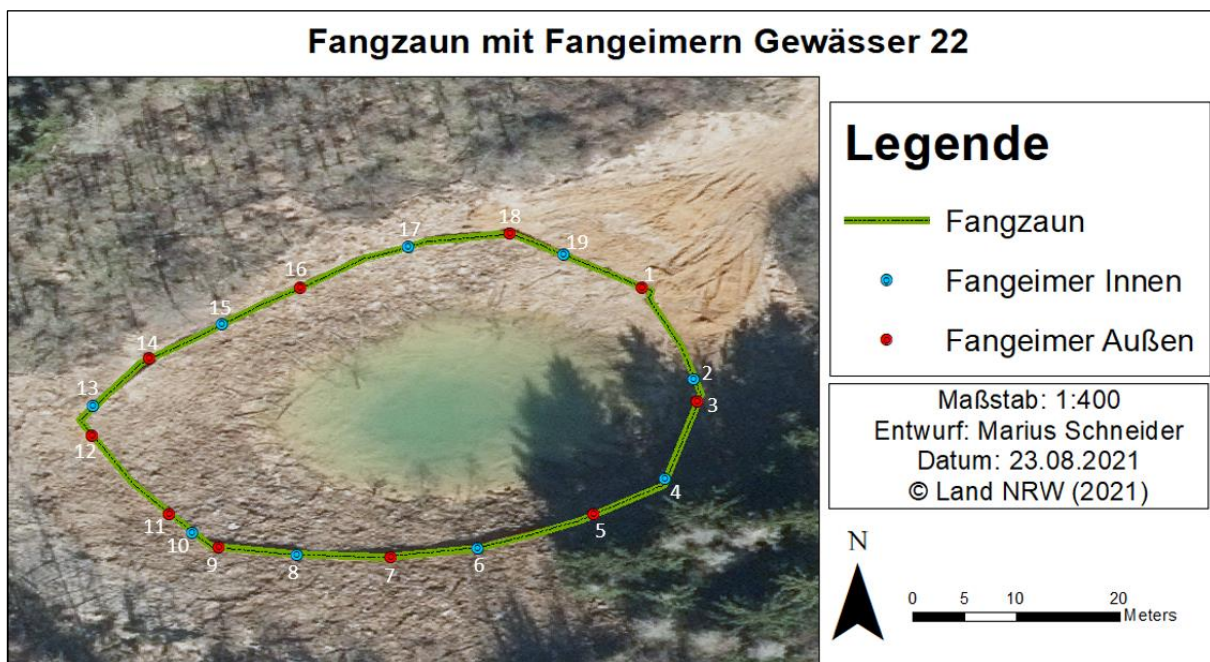 Fangzaun mit Fangeimern Gewässer 22
18
17
19
16
1
15
14
2
13
3
12
4
11
5
10
9
8
7
6
Legende
Fangzaun
Fangeimer Innen
Fangeimer Außen
Maßstab: 1:400
Entwurf: Marius Schneider
Datum: 23.08.2021
© Land NRW (2021)
N
0 5 10 20
Meters